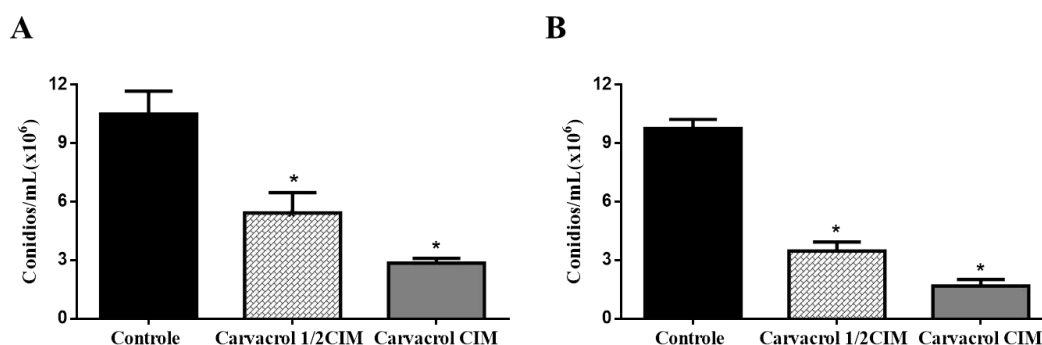 A
Conidios/mL(x10⁶)
12
9
6
3
0
*
*
Controle
Carvacrol 1/2CIM
Carvacrol CIM
B
Conidios/mL(x10⁶)
12
9
6
3
0
*
*
Controle
Carvacrol 1/2CIM
Carvacrol CIM